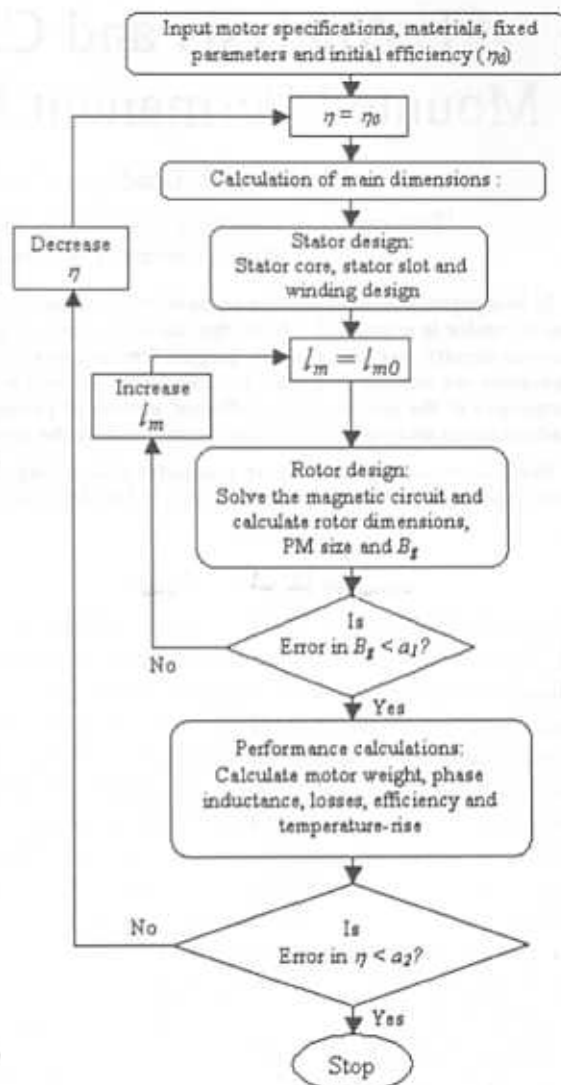 Input motor specifications, materials, fixed
parameters and initial efficiency (η0)
η = η0
Calculation of main dimensions :
Decrease
η
Stator design:
Stator core, stator slot and
winding design
lm = lm0
Increase
lm
Rotor design:
Solve the magnetic circuit and
calculate rotor dimensions,
PM size and Bg
Is
Error in Bg < a1?
No
Yes
Performance calculations:
Calculate motor weight, phase
inductance, losses, efficiency and
temperature-rise
No
Is
Error in η < a2?
Yes
Stop